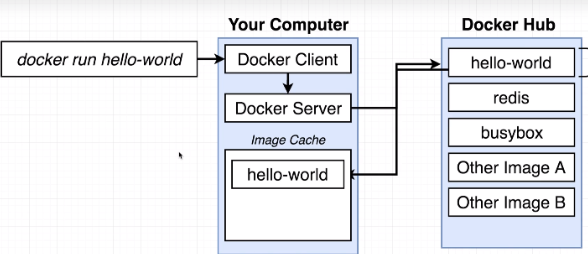 Your Computer
Docker Hub
docker run hello-world
Docker Client
Docker Server
Image Cache
hello-world
hello-world
redis
busybox
Other Image A
Other Image B